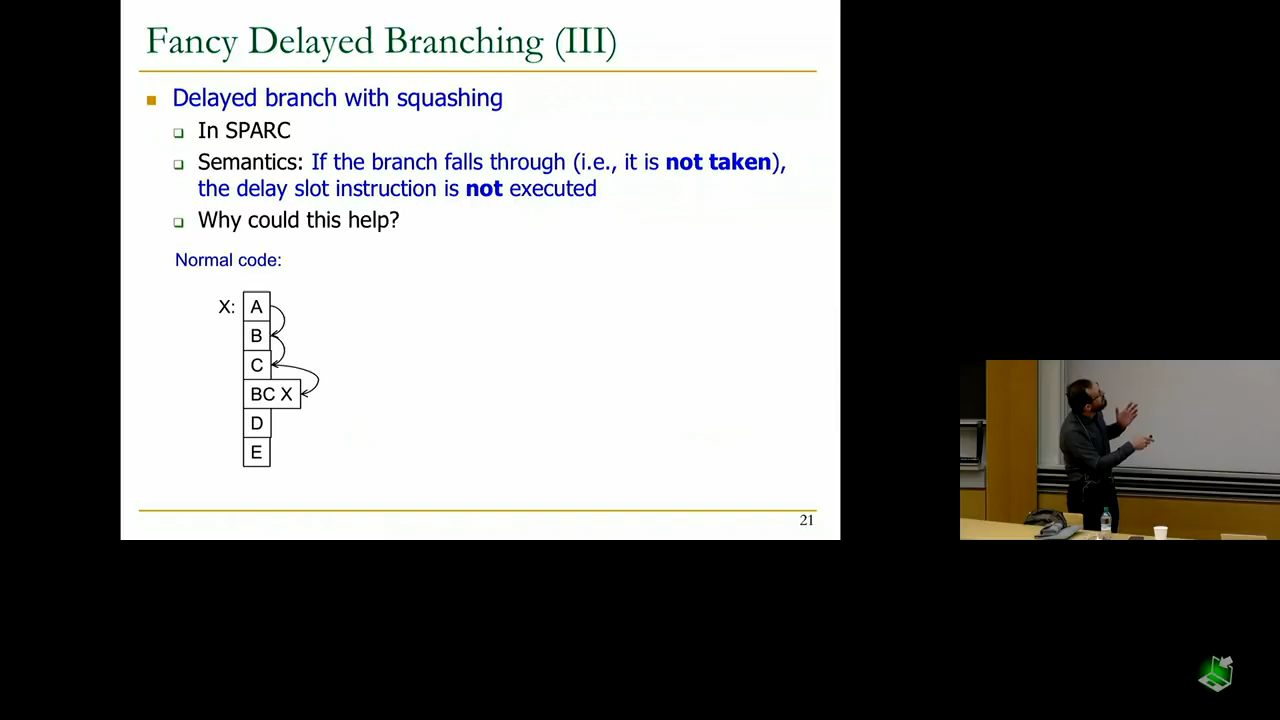 Fancy Delayed Branching (III)
Delayed branch with squashing
In SPARC
Semantics: If the branch falls through (i.e., it is not taken),
the delay slot instruction is not executed
Why could this help?
Normal code:
X: A
B
C
BC X
D
E
21